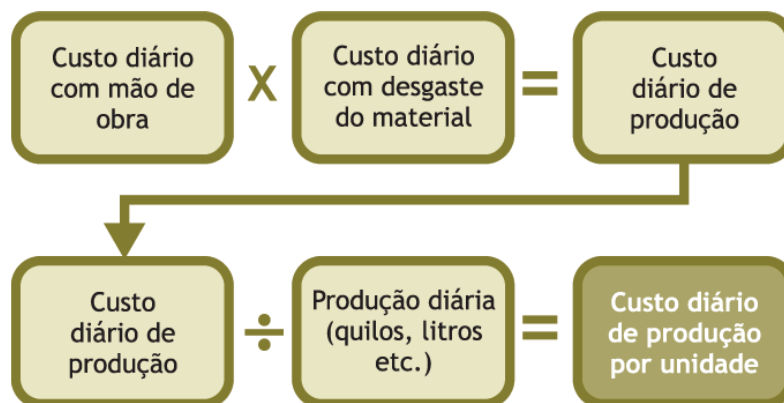 Custo diário
com mão de
obra
X
Custo diário
com desgaste
do material
=
Custo
diário de
produção
Custo
diário de
produção
÷
Produção diária
(quilos, litros
etc.)
=
Custo diário
de produção
por unidade